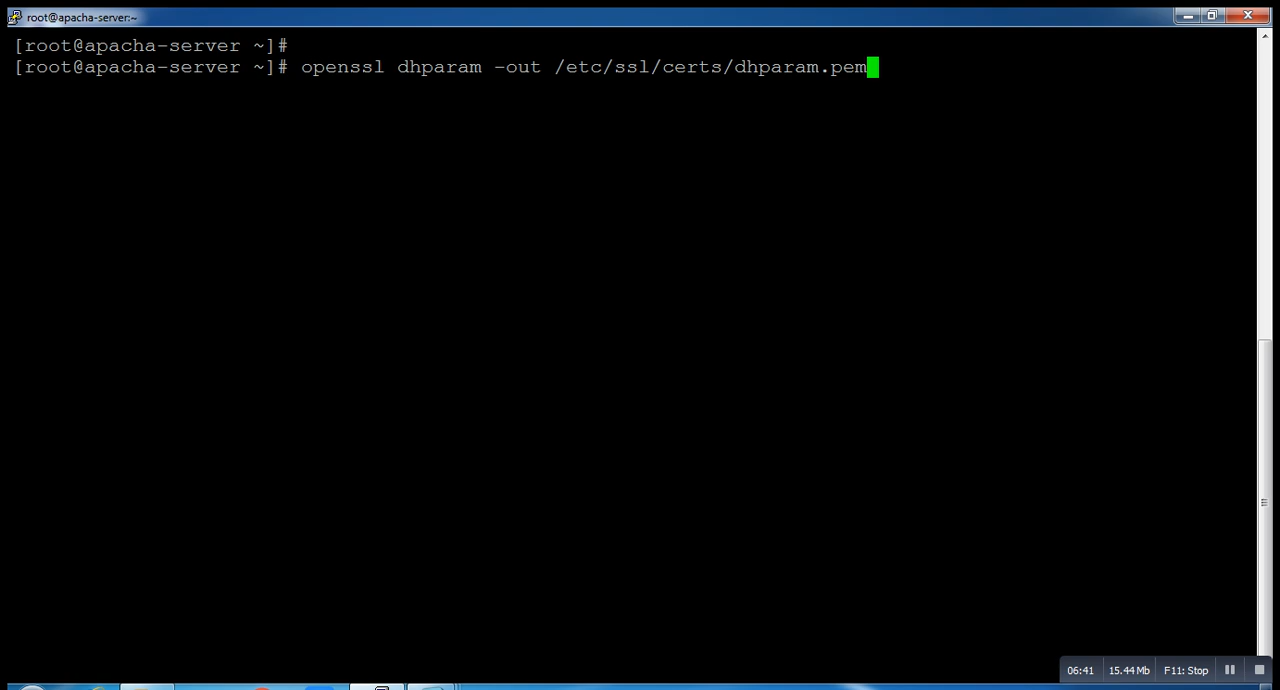 root@apacha-server:~
[root@apacha-server ~]#
[root@apacha-server ~]# openssl dhparam -out /etc/ssl/certs/dhparam.pem
06:41 15.44 Mb F11: Stop